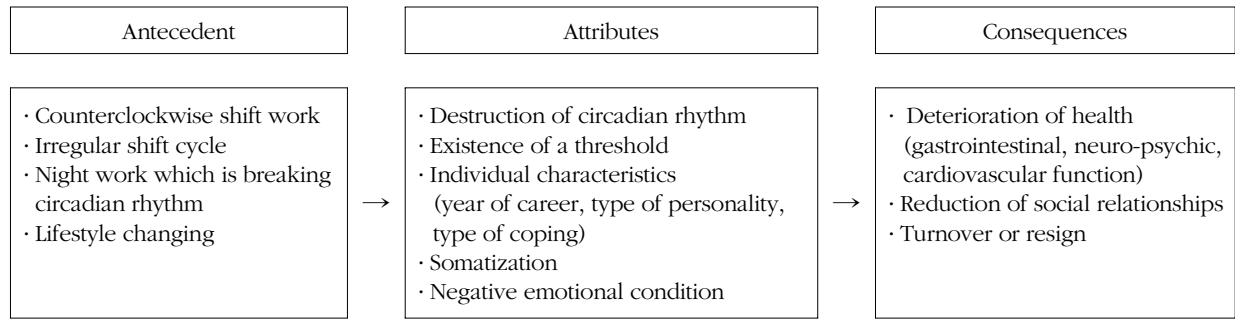 Antecedent
Attributes
Consequences
· Counterclockwise shift work
· Irregular shift cycle
· Night work which is breaking
circadian rhythm
· Lifestyle changing
→
· Destruction of circadian rhythm
· Existence of a threshold
· Individual characteristics
(year of career, type of personality,
type of coping)
· Somatization
· Negative emotional condition
→
· Deterioration of health
(gastrointestinal, neuro-psychic,
cardiovascular function)
· Reduction of social relationships
· Turnover or resign